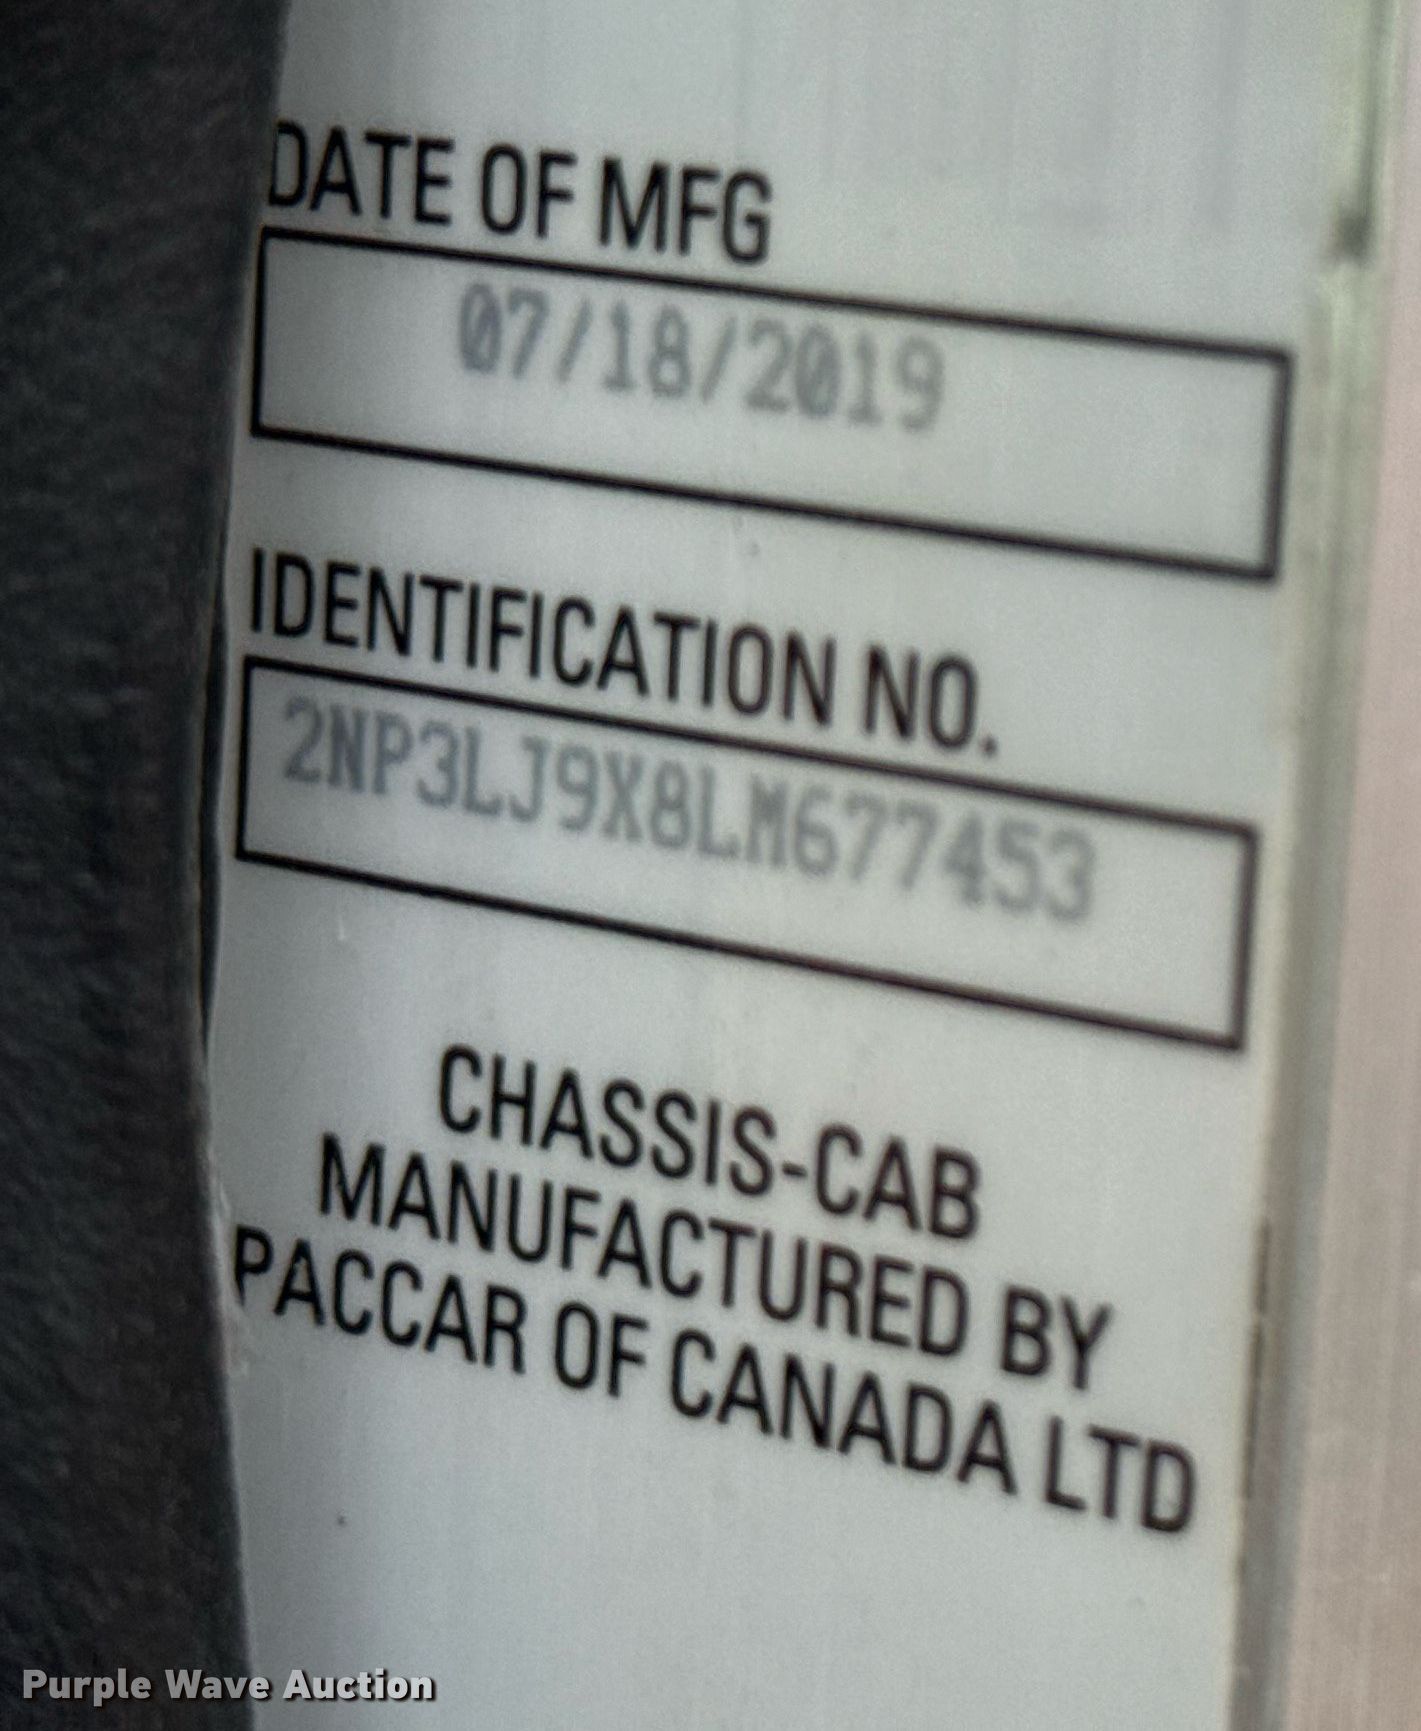 DATE OF MFG
07/18/2019
IDENTIFICATION NO.
2NP3LJ9X8LM677453
CHASSIS-CAB
MANUFACTURED BY
PACCAR OF CANADA LTD
Purple Wave Auction